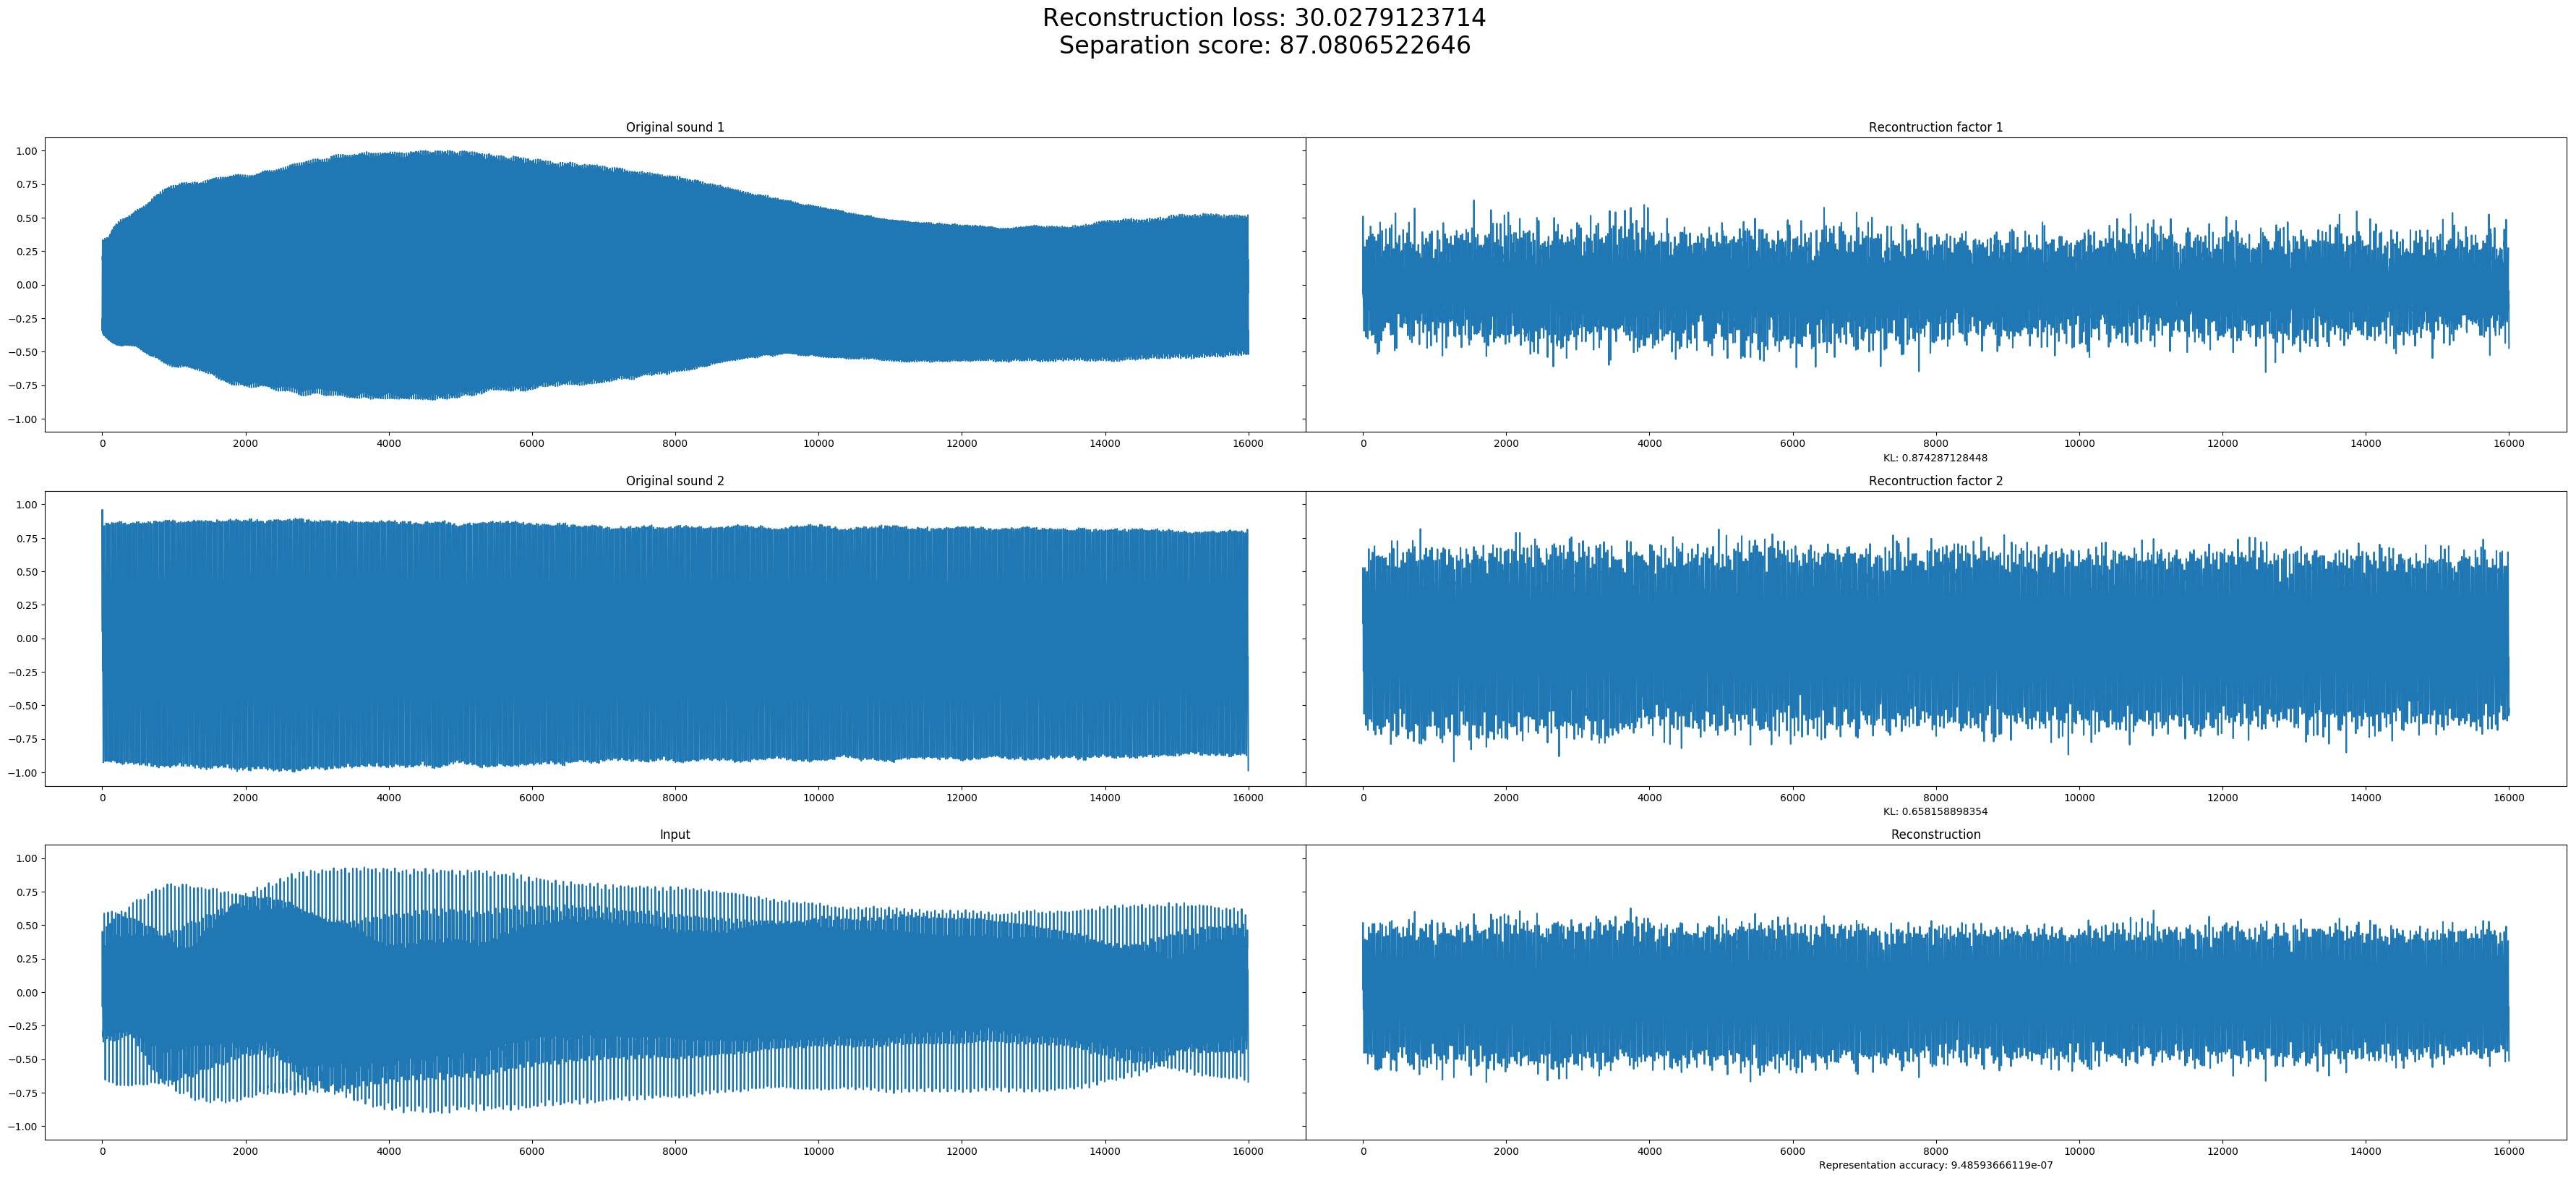 Reconstruction loss: 30.0279123714
Separation score: 87.0806522646
Original sound 1
Recontruction factor 1
1.00
0.75
0.50
0.25
0.00
−0.25
−0.50
−0.75
−1.00
0 2000 4000 6000 8000 10000 12000 14000 16000
0 2000 4000 6000 8000 10000 12000 14000 16000
KL: 0.874287128448
Original sound 2
Recontruction factor 2
1.00
0.75
0.50
0.25
0.00
−0.25
−0.50
−0.75
−1.00
0 2000 4000 6000 8000 10000 12000 14000 16000
0 2000 4000 6000 8000 10000 12000 14000 16000
KL: 0.658158898354
Input
Reconstruction
1.00
0.75
0.50
0.25
0.00
−0.25
−0.50
−0.75
−1.00
0 2000 4000 6000 8000 10000 12000 14000 16000
0 2000 4000 6000 8000 10000 12000 14000 16000
Representation accuracy: 9.48593666119e-07